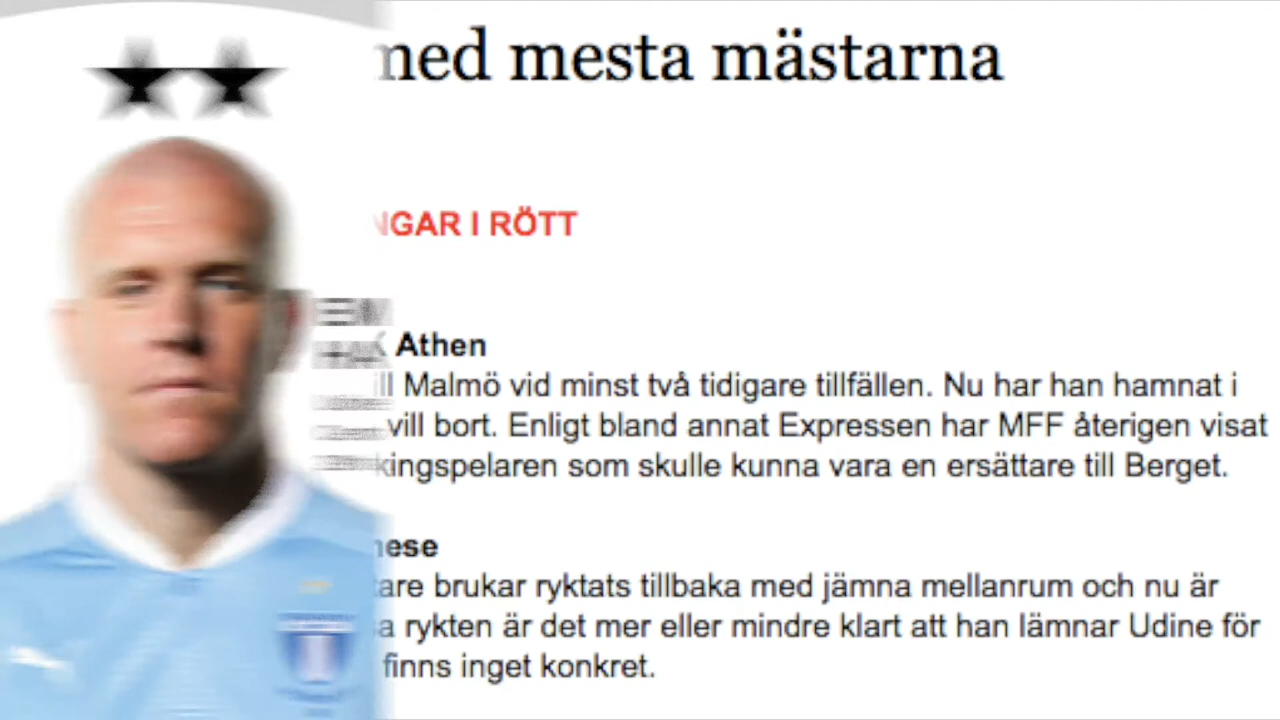 med mesta mästarna
NGAR I RÖTT
Athen
ll Malmö vid minst två tidigare tillfällen. Nu har han hamnat i
vill bort. Enligt bland annat Expressen har MFF återigen visat
kingspelaren som skulle kunna vara en ersättare till Berget.
nese
are brukar ryktats tillbaka med jämna mellanrum och nu är
a rykten är det mer eller mindre klart att han lämnar Udine för
finns inget konkret.